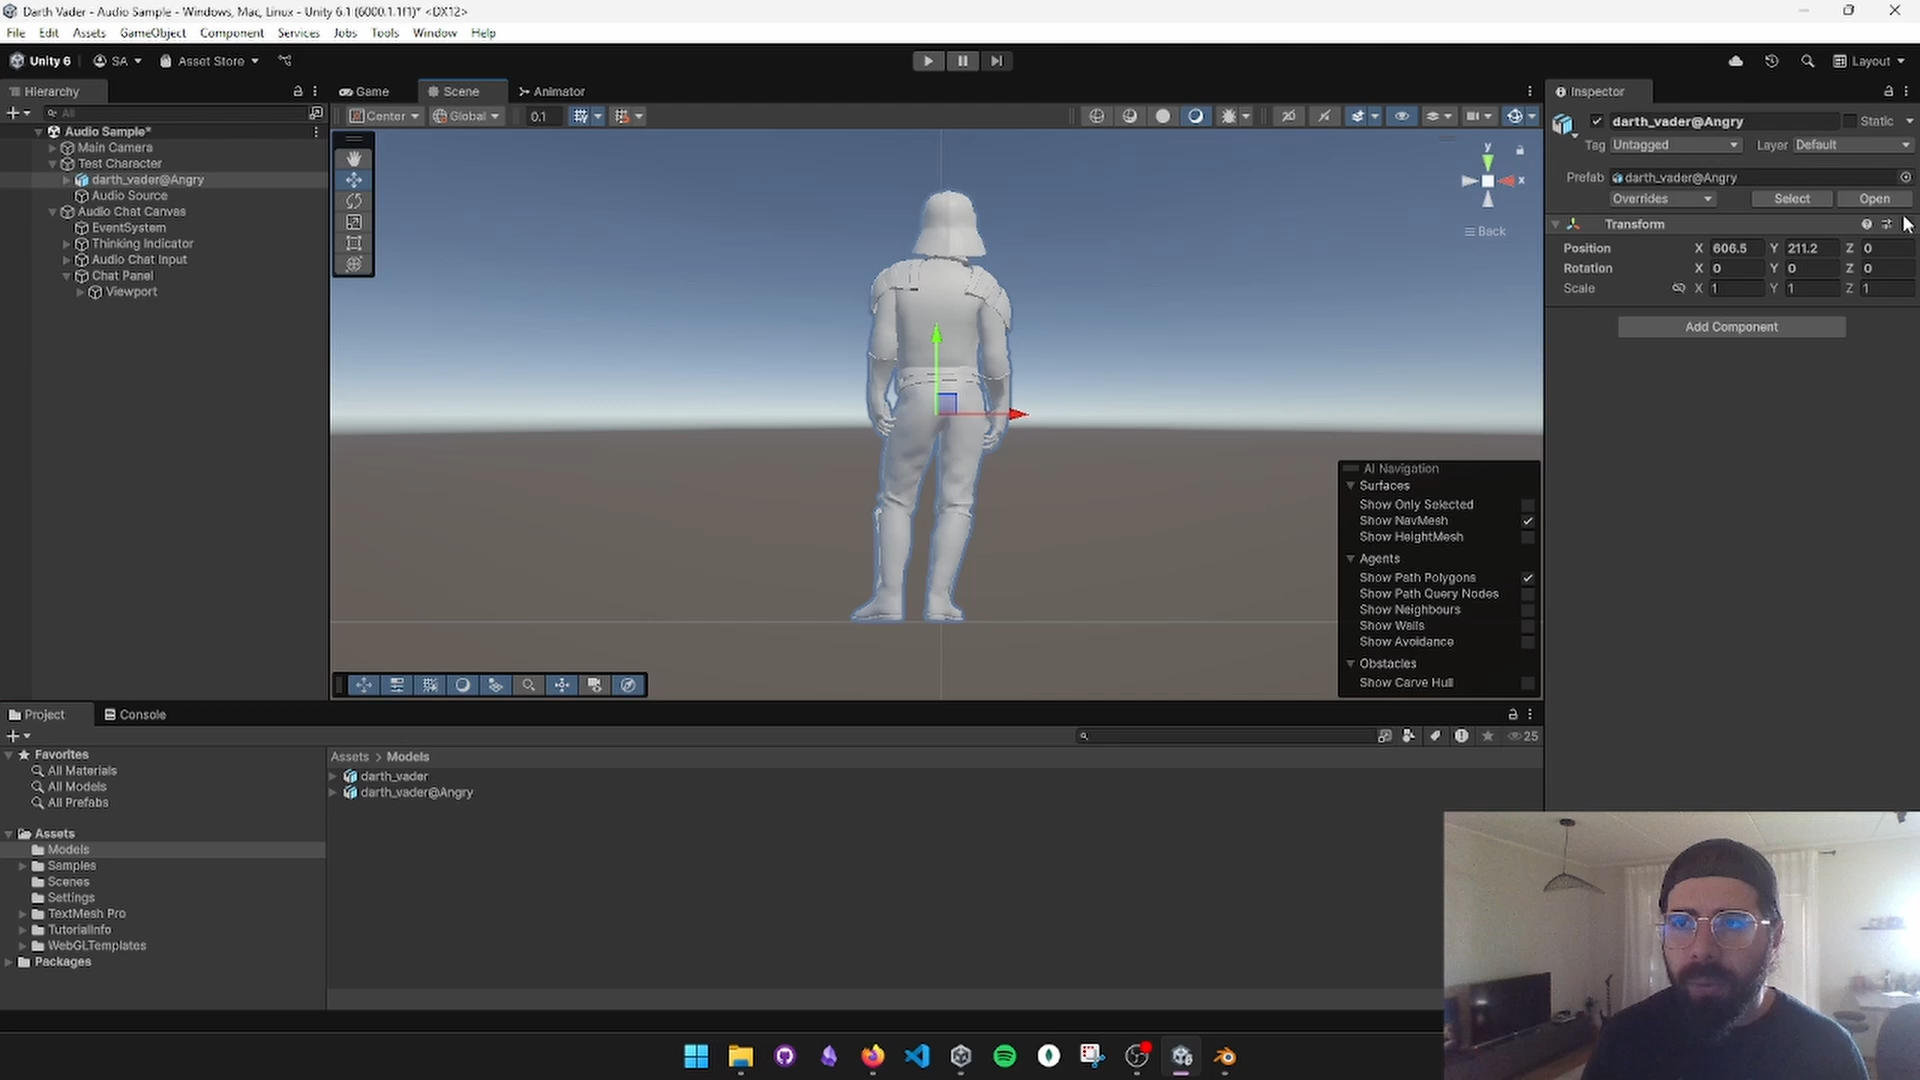 Darth Vader - Audio Sample - Windows, Mac, Linux - Unity 6.1 (6000.1.1f1)* <DX12>
File Edit Assets GameObject Component Services Jobs Tools Window Help
Unity 6 SA Asset Store Layout
Hierarchy
All
Audio Sample*
Main Camera
Test Character
darth_vader@Angry
Audio Source
Audio Chat Canvas
EventSystem
Thinking Indicator
Audio Chat Input
Chat Panel
Viewport
Game Scene Animator
Center Global 0.1
y
x
Back
AI Navigation
Surfaces
Show Only Selected
Show NavMesh
Show HeightMesh
Agents
Show Path Polygons
Show Path Query Nodes
Show Neighbours
Show Walls
Show Avoidance
Obstacles
Show Carve Hull
Inspector
darth_vader@Angry Static
Tag Untagged Layer Default
Prefab darth_vader@Angry
Overrides Select Open
Transform
Position X 606.5 Y 211.2 Z 0
Rotation X 0 Y 0 Z 0
Scale X 1 Y 1 Z 1
Add Component
Project Console
25
Favorites
All Materials
All Models
All Prefabs
Assets
Models
Samples
Scenes
Settings
TextMesh Pro
TutorialInfo
WebGLTemplates
Packages
Assets > Models
darth_vader
darth_vader@Angry